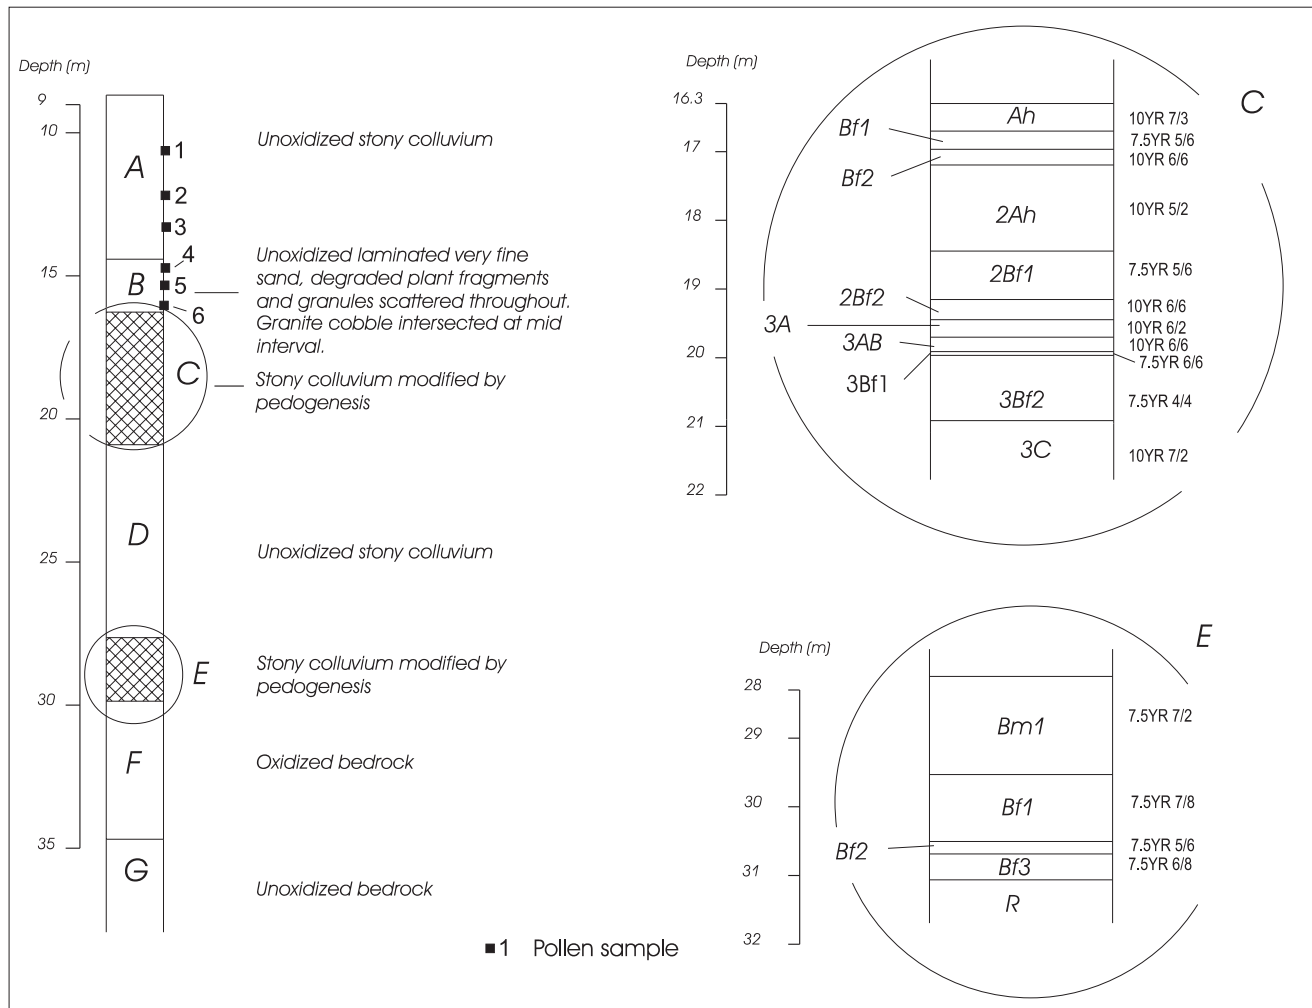 Depth (m)
9
10
15
20
25
30
35
A
B
C
D
E
F
G
1
2
3
4
5
6
Unoxidized stony colluvium
Unoxidized laminated very fine
sand, degraded plant fragments
and granules scattered throughout.
Granite cobble intersected at mid
interval.
Stony colluvium modified by
pedogenesis
Unoxidized stony colluvium
Stony colluvium modified by
pedogenesis
Oxidized bedrock
Unoxidized bedrock
1 Pollen sample
C
Depth (m)
16.3
17
18
19
20
21
22
Ah
Bf1
Bf2
2Ah
2Bf1
2Bf2
3A
3AB
3Bf1
3Bf2
3C
10YR 7/3
7.5YR 5/6
10YR 6/6
10YR 5/2
7.5YR 5/6
10YR 6/6
10YR 6/2
10YR 6/6
7.5YR 6/6
7.5YR 4/4
10YR 7/2
E
Depth (m)
28
29
30
31
32
Bm1
Bf1
Bf2
Bf3
R
7.5YR 7/2
7.5YR 7/8
7.5YR 5/6
7.5YR 6/8